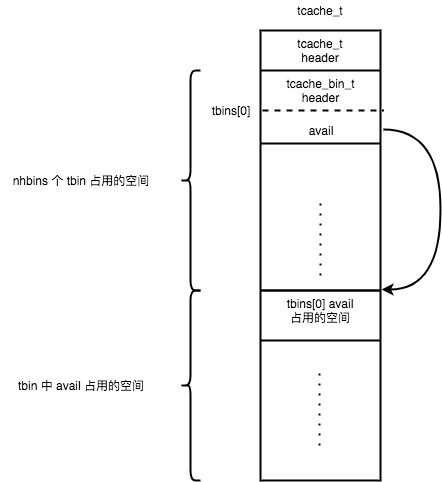 tcache_t
tcache_t
header
tcache_bin_t
header
tbins[0]
avail
nhbins 个 tbin 占用的空间
tbins[0] avail
占用的空间
tbin 中 avail 占用的空间